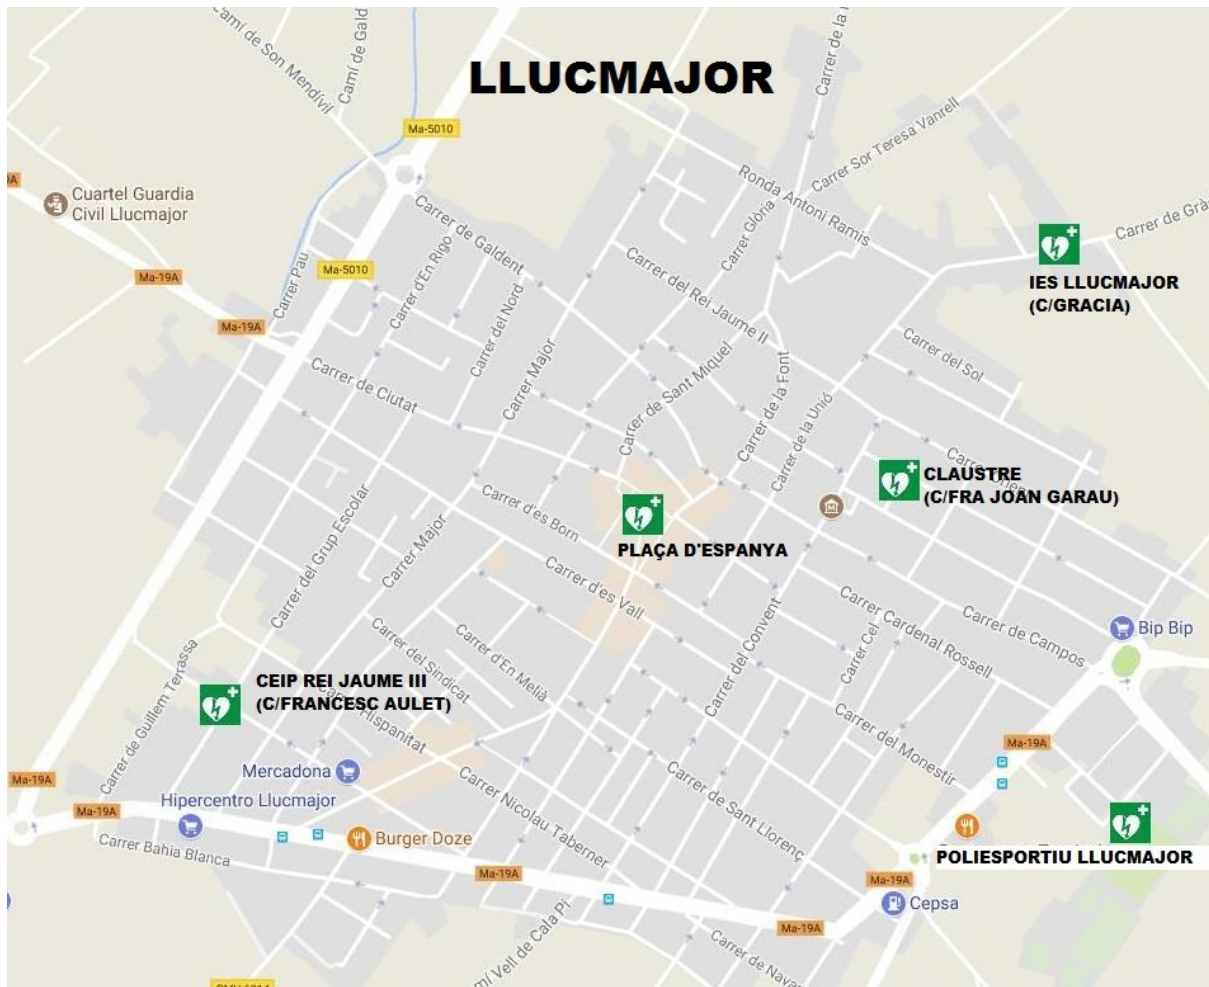 LLUCMAJOR
Camí de Son Mendívil
Camí de Gald
Carrer de la
Ma-5010
Carrer Sor Teresa Vanrell
Ronda Antoni Ramis
Cuartel Guardia
Civil Llucmajor
Carrer de Galdent
Carrer Glòria
Carrer de Grà
IES LLUCMAJOR
(C/GRACIA)
Carrer Pau
Ma-5010
Carrer d'En Rigo
Ma-19A
Carrer del Rei Jaume II
Carrer del Nord
Ma-19A
Carrer Major
Carrer de Sant Miquel
Carrer de la Font
Carrer del Sol
Carrer de Ciutat
Carrer de la Unió
CLAUSTRE
(C/FRA JOAN GARAU)
Carrer d'es Born
Carrer del Grup Escolar
Carrer Major
PLAÇA D'ESPANYA
Carrer d'es Vall
Carrer Cardenal Rossell
Carrer de Campos
Bip Bip
Carrer del Convent
Carrer Cel
Carrer del Sindicat
Carrer d'En Melià
Carrer de Guillem Terrassa
CEIP REI JAUME III
(C/FRANCESC AULET)
Hispanitat
Carrer del Monestir
Ma-19A
Mercadona
Ma-19A
Ma-19A
Hipercentro Llucmajor
Carrer Nicolau Taberner
Carrer de Sant Llorenç
Burger Doze
Carrer Bahia Blanca
POLIESPORTIU LLUCMAJOR
Ma-19A
Ma-19A
Cepsa
Ma-19A
Vell de Cala Pi
Carrer de Navar